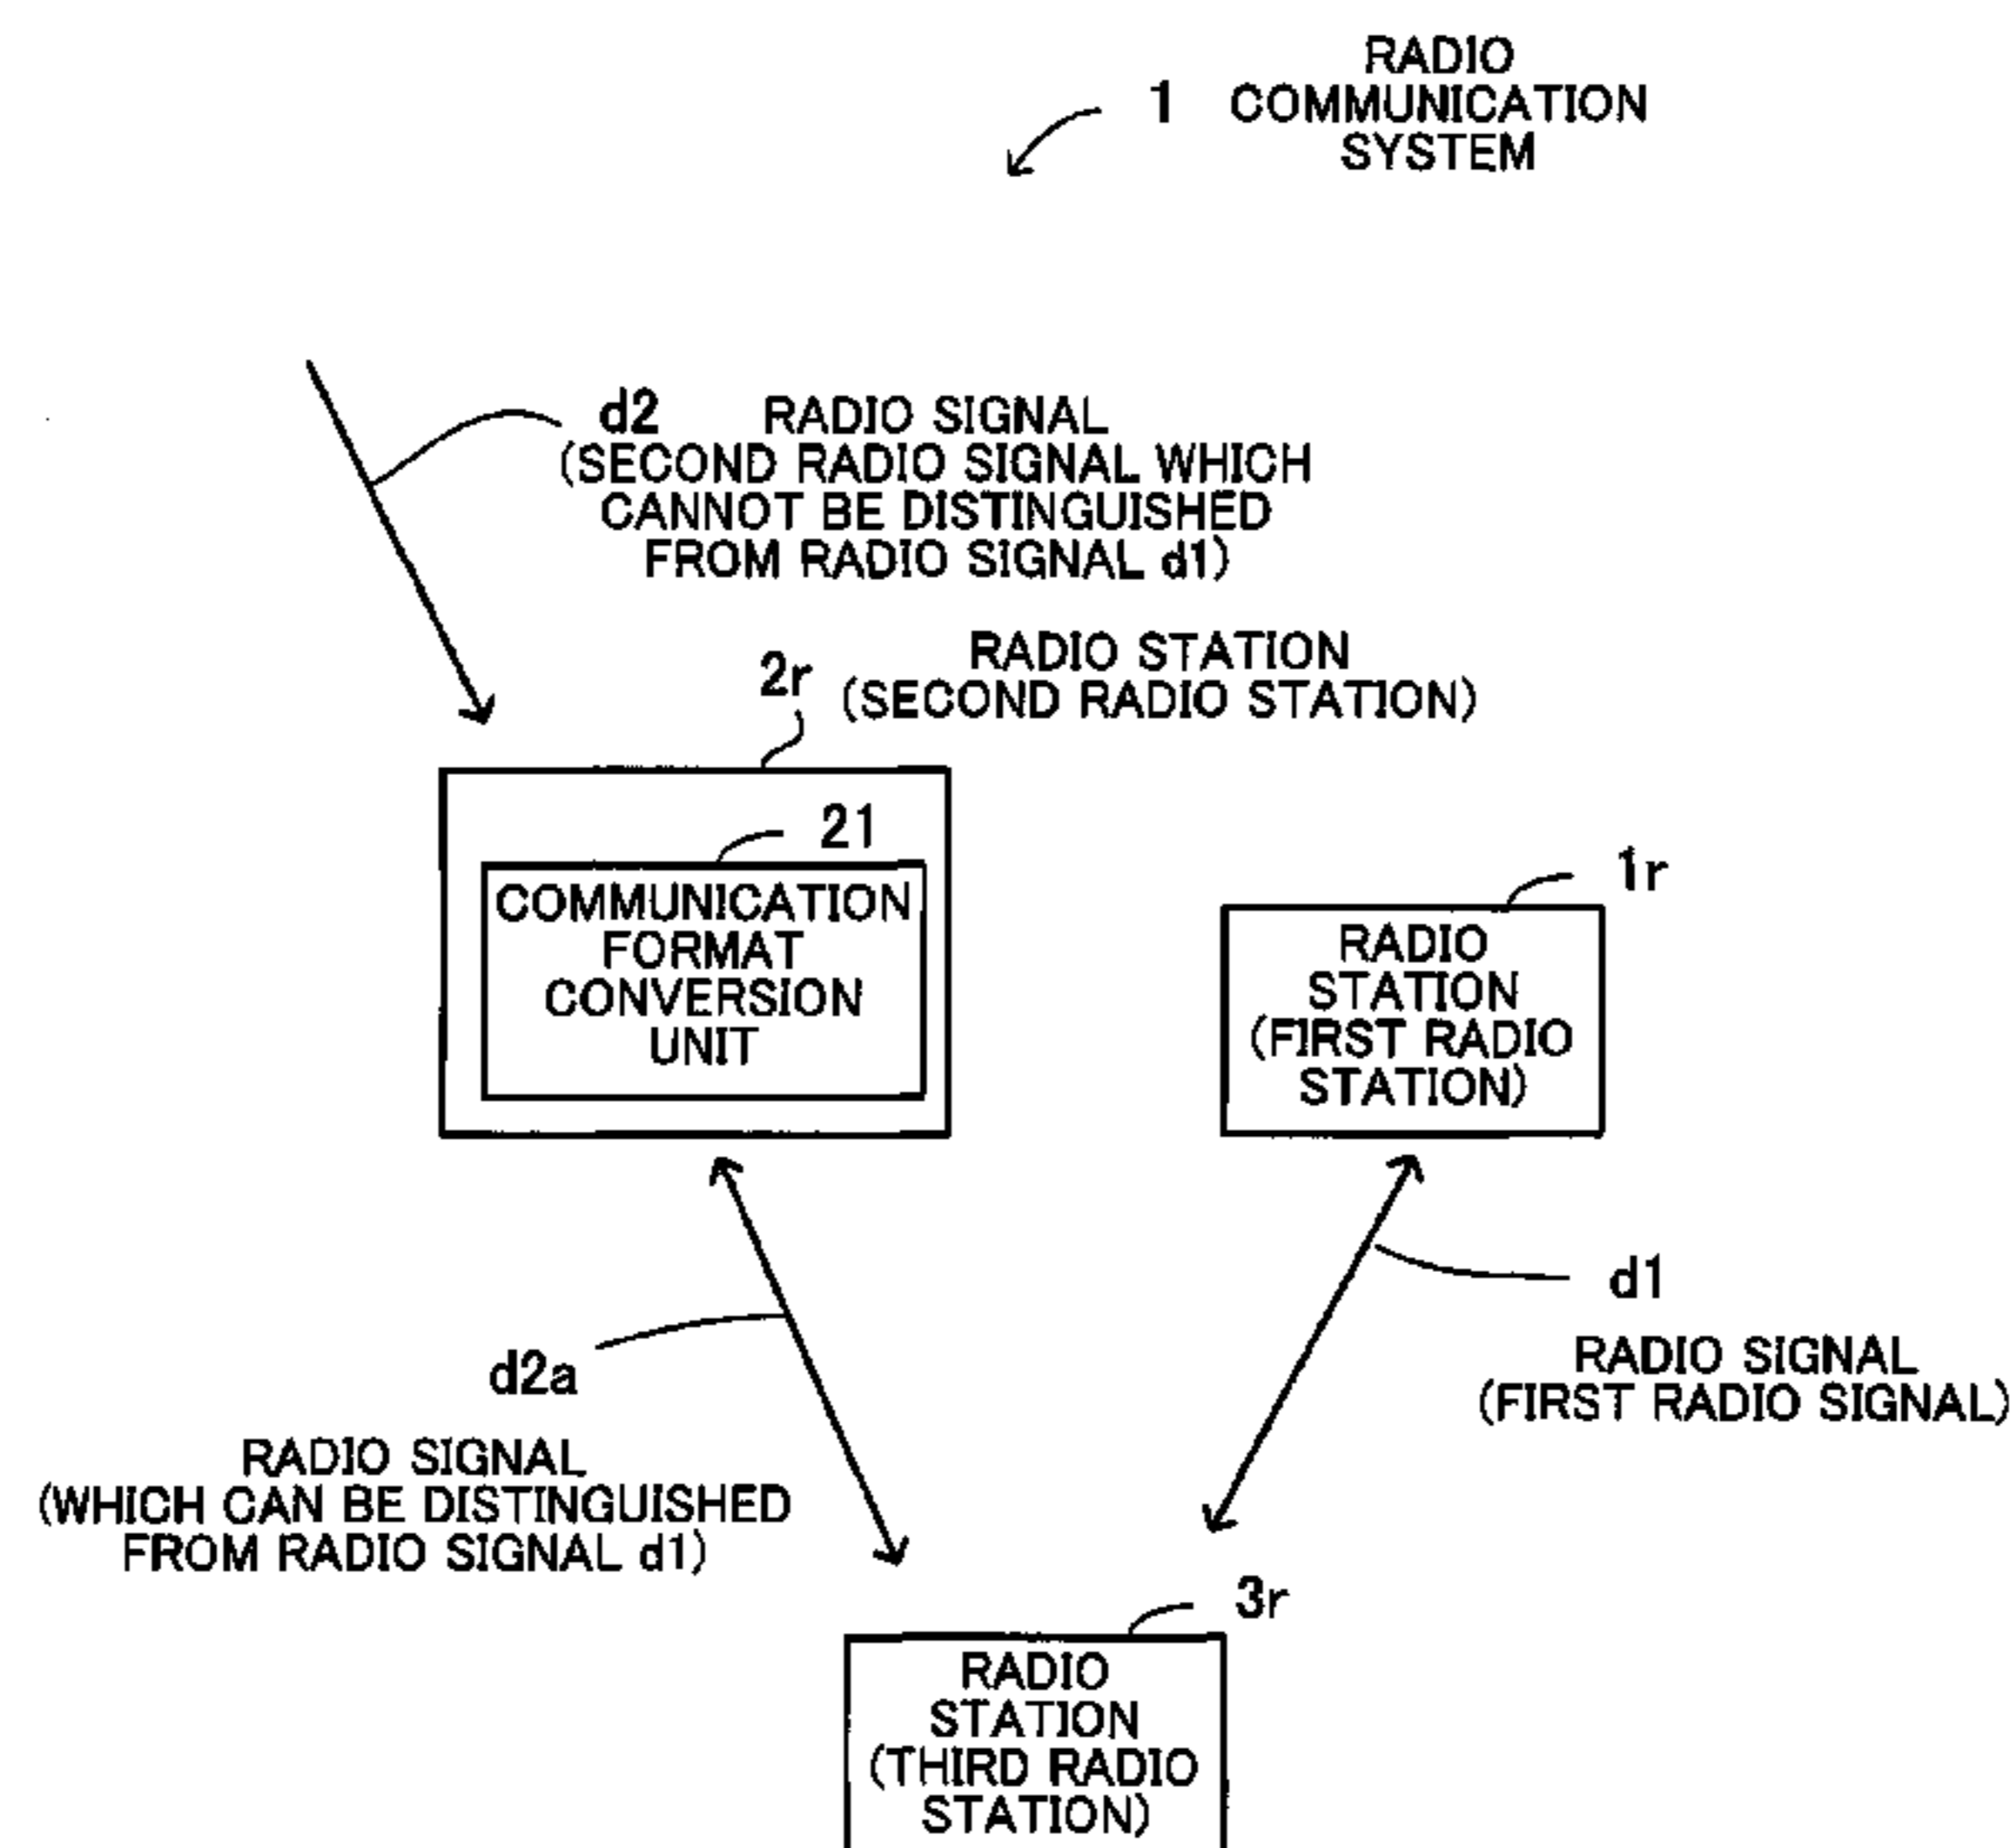 RADIO
1 COMMUNICATION
SYSTEM
d2 RADIO SIGNAL
(SECOND RADIO SIGNAL WHICH
CANNOT BE DISTINGUISHED
FROM RADIO SIGNAL d1)
2r RADIO STATION
(SECOND RADIO STATION)
21
COMMUNICATION
FORMAT
CONVERSION
UNIT
1r
RADIO
STATION
(FIRST RADIO
STATION)
d1
RADIO SIGNAL
(FIRST RADIO SIGNAL)
d2a
RADIO SIGNAL
(WHICH CAN BE DISTINGUISHED
FROM RADIO SIGNAL d1)
3r
RADIO
STATION
(THIRD RADIO
STATION)